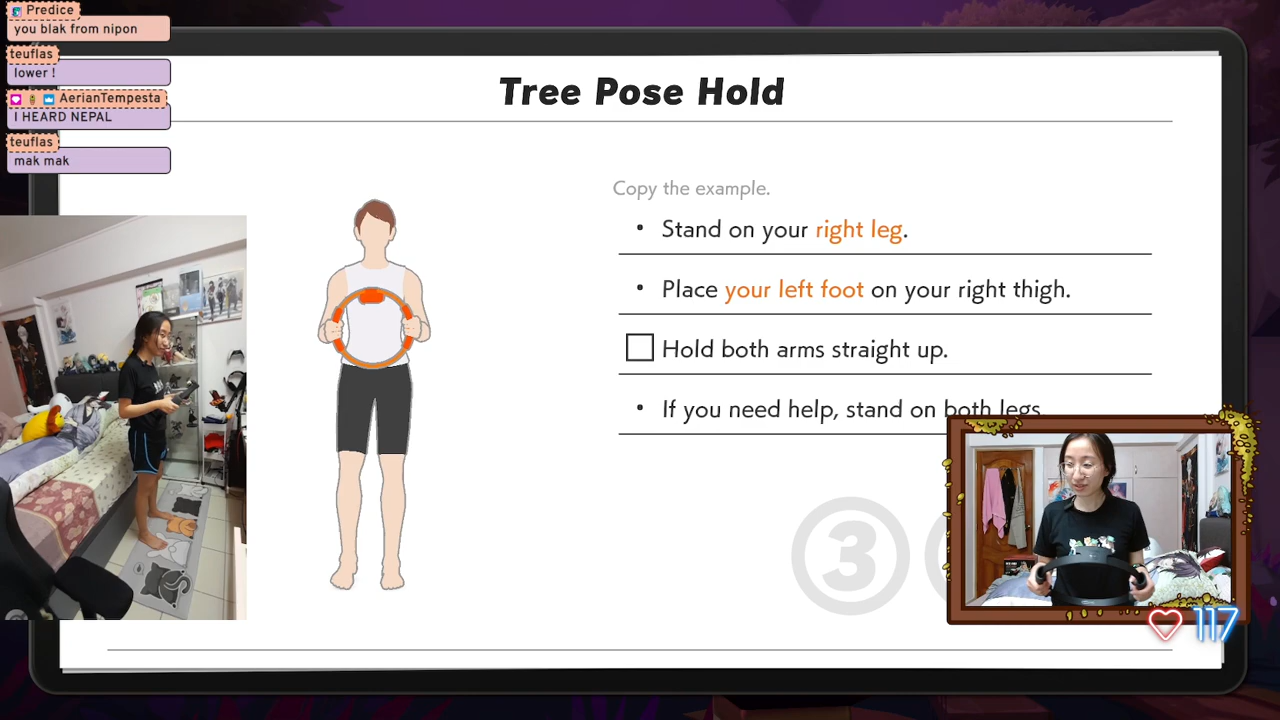 Predice
you blak from nipon
teuflas
lower !
AerianTempesta
I HEARD NEPAL
teuflas
mak mak
Tree Pose Hold
Copy the example.
• Stand on your right leg.
• Place your left foot on your right thigh.
Hold both arms straight up.
• If you need help, stand on both legs.
3
117